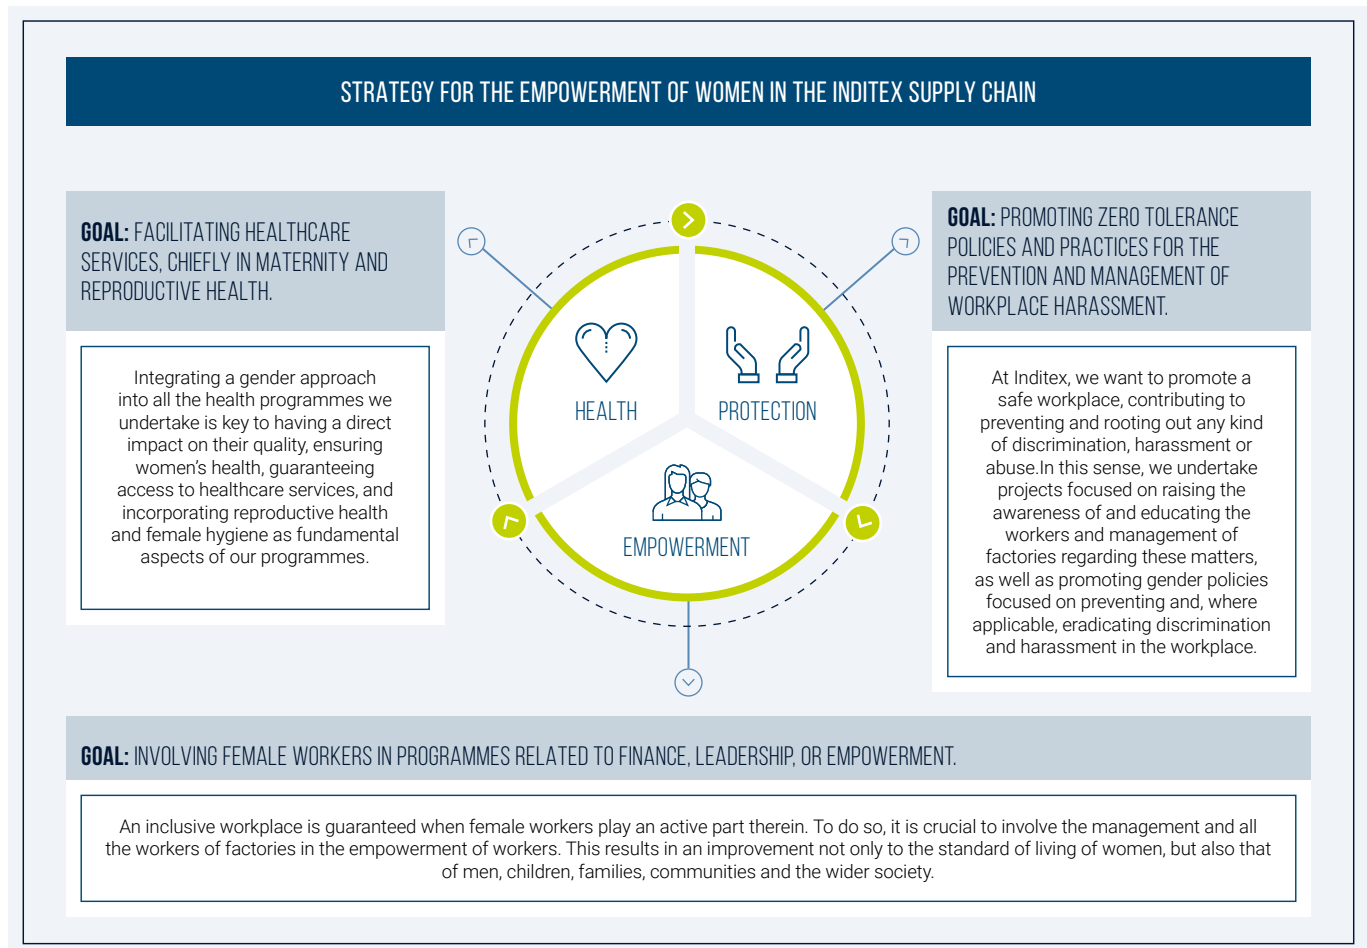 STRATEGY FOR THE EMPOWERMENT OF WOMEN IN THE INDITEX SUPPLY CHAIN
GOAL: FACILITATING HEALTHCARE
SERVICES, CHIEFLY IN MATERNITY AND
REPRODUCTIVE HEALTH.
Integrating a gender approach
into all the health programmes we
undertake is key to having a direct
impact on their quality, ensuring
women's health, guaranteeing
access to healthcare services, and
incorporating reproductive health
and female hygiene as fundamental
aspects of our programmes.
HEALTH
PROTECTION
EMPOWERMENT
GOAL: PROMOTING ZERO TOLERANCE
POLICIES AND PRACTICES FOR THE
PREVENTION AND MANAGEMENT OF
WORKPLACE HARASSMENT.
At Inditex, we want to promote a
safe workplace, contributing to
preventing and rooting out any kind
of discrimination, harassment or
abuse.In this sense, we undertake
projects focused on raising the
awareness of and educating the
workers and management of
factories regarding these matters,
as well as promoting gender policies
focused on preventing and, where
applicable, eradicating discrimination
and harassment in the workplace.
GOAL: INVOLVING FEMALE WORKERS IN PROGRAMMES RELATED TO FINANCE, LEADERSHIP, OR EMPOWERMENT.
An inclusive workplace is guaranteed when female workers play an active part therein. To do so, it is crucial to involve the management and all
the workers of factories in the empowerment of workers. This results in an improvement not only to the standard of living of women, but also that
of men, children, families, communities and the wider society.